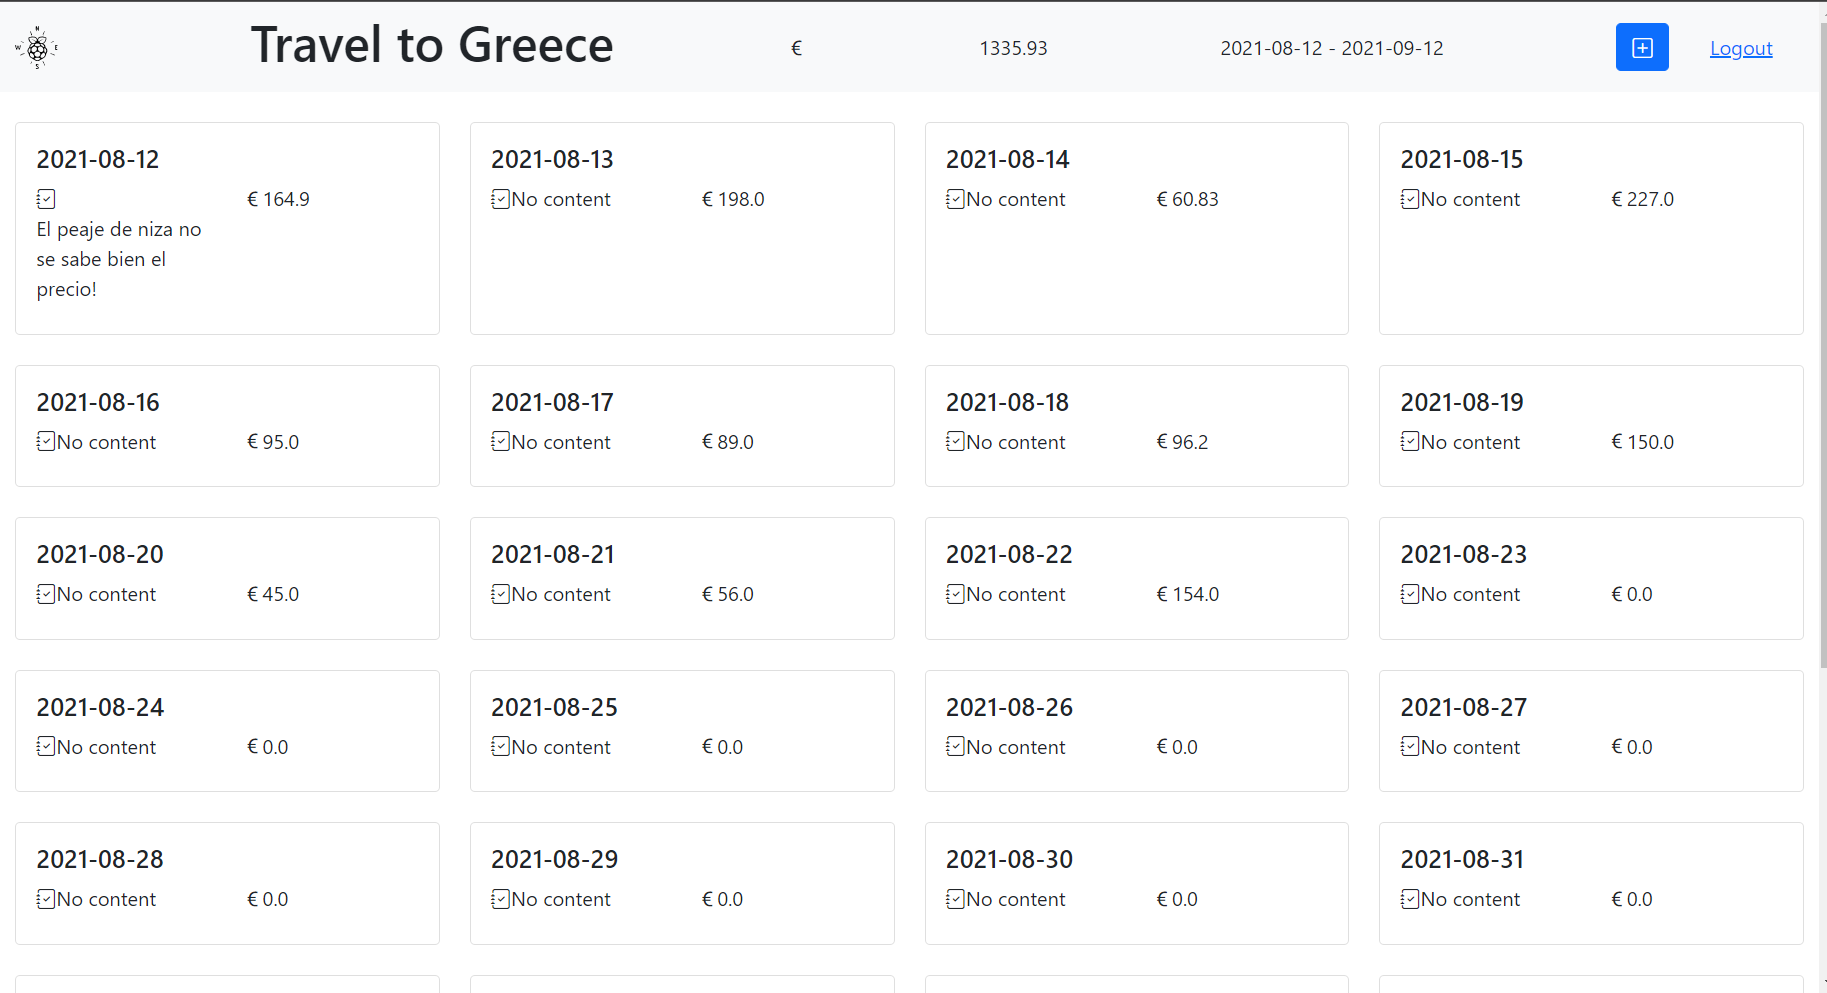 N
W E
S
Travel to Greece € 1335.93 2021-08-12 - 2021-09-12 Logout
2021-08-12
€ 164.9
El peaje de niza no
se sabe bien el
precio!
2021-08-13
No content € 198.0
2021-08-14
No content € 60.83
2021-08-15
No content € 227.0
2021-08-16
No content € 95.0
2021-08-17
No content € 89.0
2021-08-18
No content € 96.2
2021-08-19
No content € 150.0
2021-08-20
No content € 45.0
2021-08-21
No content € 56.0
2021-08-22
No content € 154.0
2021-08-23
No content € 0.0
2021-08-24
No content € 0.0
2021-08-25
No content € 0.0
2021-08-26
No content € 0.0
2021-08-27
No content € 0.0
2021-08-28
No content € 0.0
2021-08-29
No content € 0.0
2021-08-30
No content € 0.0
2021-08-31
No content € 0.0